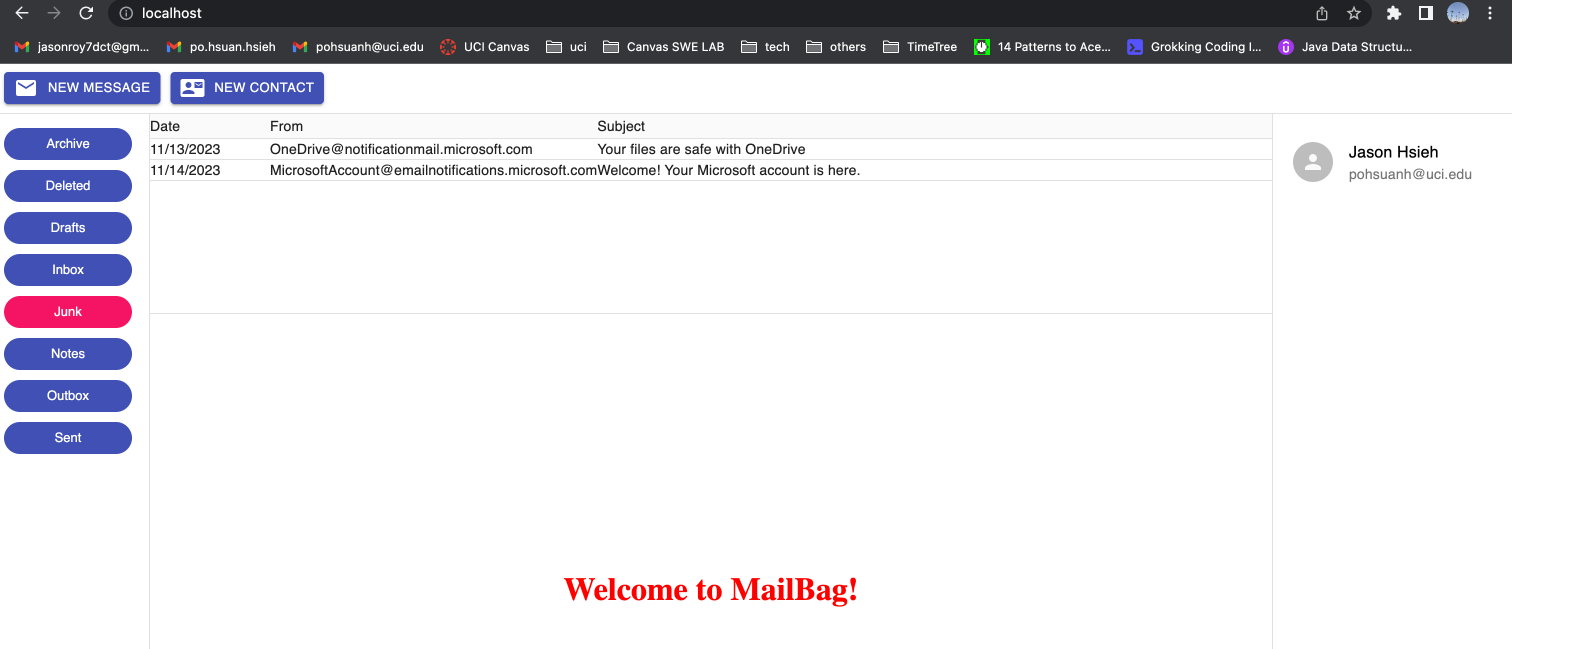 localhost
jasonroy7dct@gm... po.hsuan.hsieh pohsuanh@uci.edu UCI Canvas uci Canvas SWE LAB tech others TimeTree 14 Patterns to Ace... Grokking Coding I... Java Data Structu...
NEW MESSAGE NEW CONTACT
Date From Subject
11/13/2023 OneDrive@notificationmail.microsoft.com Your files are safe with OneDrive
11/14/2023 MicrosoftAccount@emailnotifications.microsoft.com Welcome! Your Microsoft account is here.
Archive
Deleted
Drafts
Inbox
Junk
Notes
Outbox
Sent
Jason Hsieh
pohsuanh@uci.edu
Welcome to MailBag!